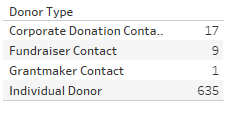 Donor Type
Corporate Donation Conta.. 17
Fundraiser Contact 9
Grantmaker Contact 1
Individual Donor 635